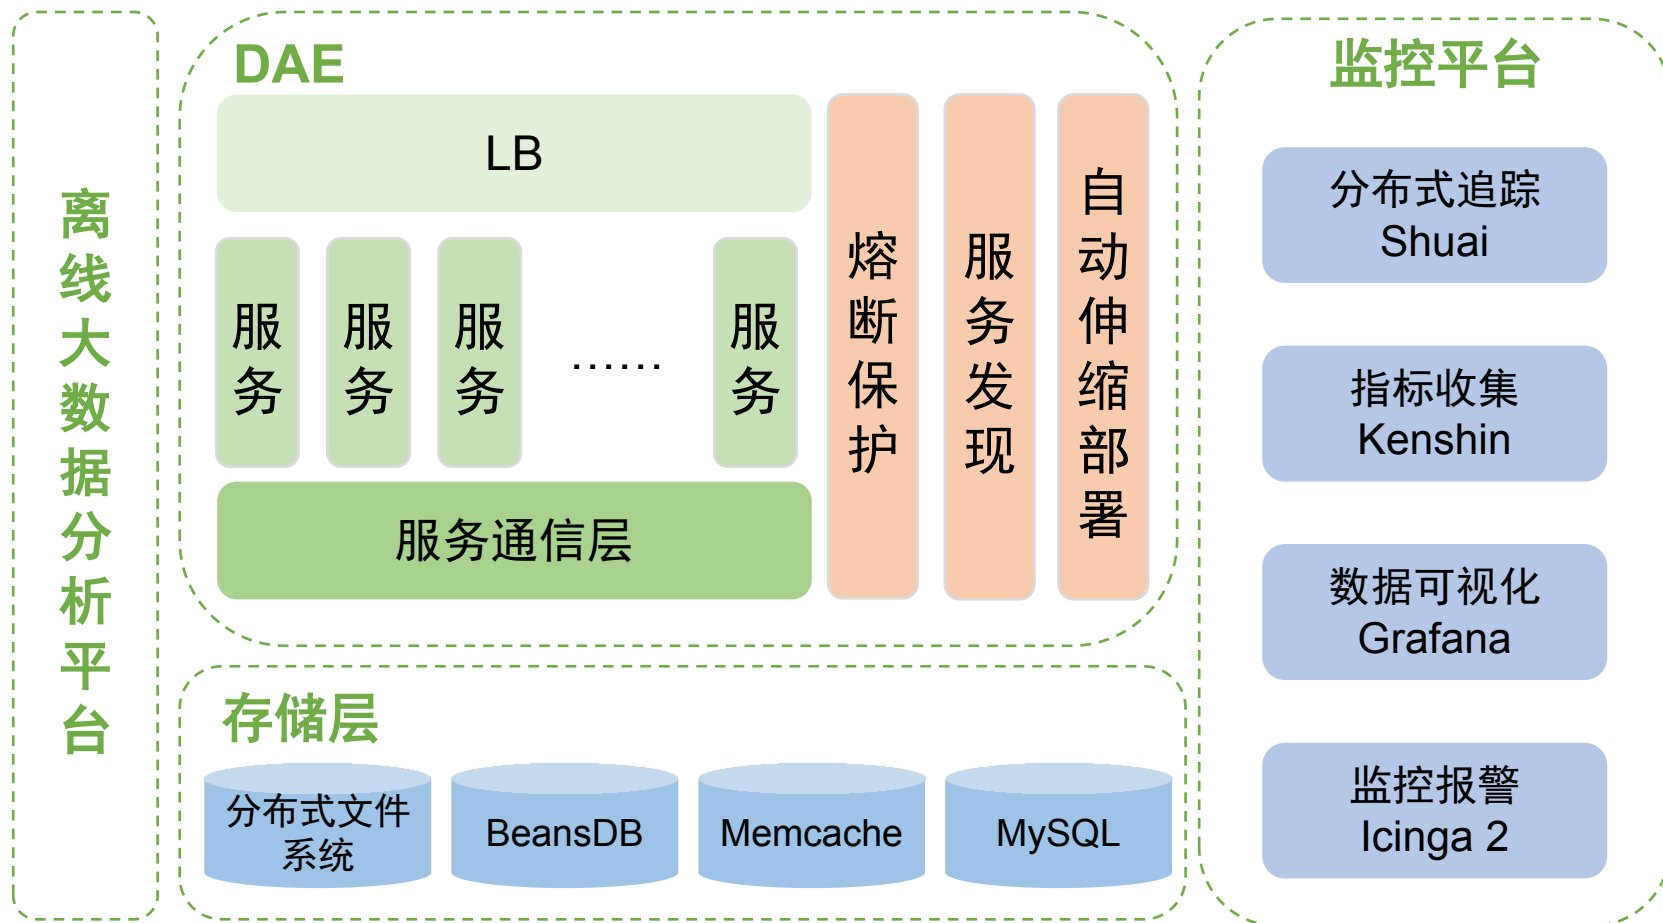 离线大数据分析平台
DAE
LB
服务
服务
服务
……
服务
服务通信层
熔断保护
服务发现
自动伸缩部署
存储层
分布式文件
系统
BeansDB
Memcache
MySQL
监控平台
分布式追踪
Shuai
指标收集
Kenshin
数据可视化
Grafana
监控报警
Icinga 2